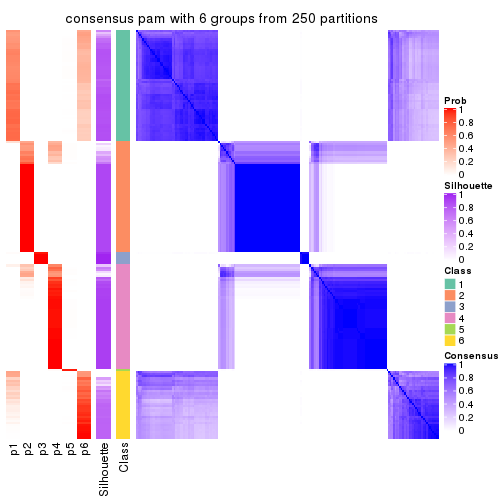 consensus pam with 6 groups from 250 partitions
Prob
1
0.8
0.6
0.4
0.2
0
Silhouette
1
0.8
0.6
0.4
0.2
0
Class
1
2
3
4
5
6
Consensus
1
0.8
0.6
0.4
0.2
0
p1
p2
p3
p4
p5
p6
Silhouette
Class